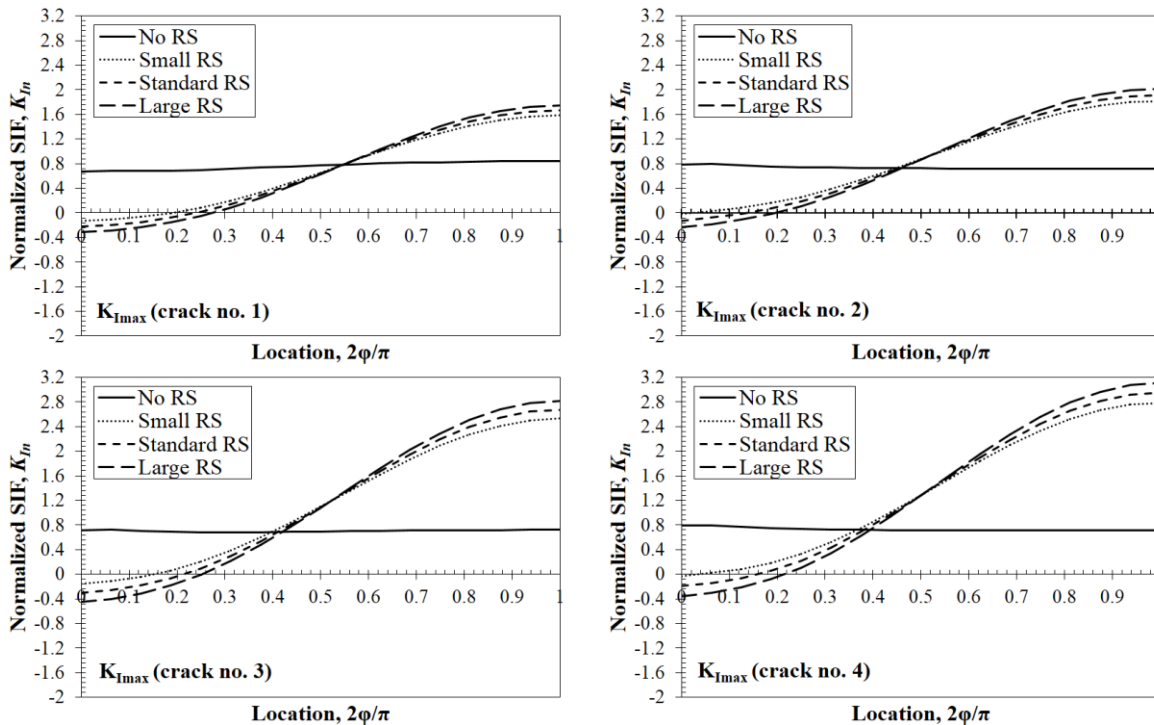 3.2
2.8
2.4
2
1.6
1.2
0.8
0.4
0
-0.4
-0.8
-1.2
-1.6
-2
Normalized SIF, K_In
No RS
Small RS
Standard RS
Large RS
0 0.1 0.2 0.3 0.4 0.5 0.6 0.7 0.8 0.9 1
K_Imax (crack no. 1)
Location, 2φ/π
3.2
2.8
2.4
2
1.6
1.2
0.8
0.4
0
-0.4
-0.8
-1.2
-1.6
-2
Normalized SIF, K_In
No RS
Small RS
Standard RS
Large RS
0 0.1 0.2 0.3 0.4 0.5 0.6 0.7 0.8 0.9
K_Imax (crack no. 2)
Location, 2φ/π
3.2
2.8
2.4
2
1.6
1.2
0.8
0.4
0
-0.4
-0.8
-1.2
-1.6
-2
Normalized SIF, K_In
No RS
Small RS
Standard RS
Large RS
0 0.1 0.2 0.3 0.4 0.5 0.6 0.7 0.8 0.9 1
K_Imax (crack no. 3)
Location, 2φ/π
3.2
2.8
2.4
2
1.6
1.2
0.8
0.4
0
-0.4
-0.8
-1.2
-1.6
-2
Normalized SIF, K_In
No RS
Small RS
Standard RS
Large RS
0 0.1 0.2 0.3 0.4 0.5 0.6 0.7 0.8 0.9
K_Imax (crack no. 4)
Location, 2φ/π